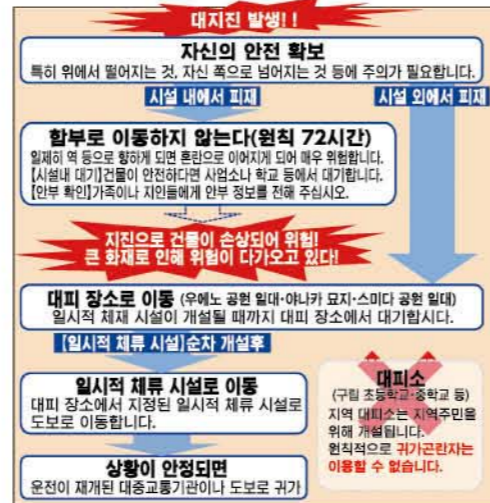 대지진 발생!!
자신의 안전 확보
특히 위에서 떨어지는 것, 자신 쪽으로 넘어지는 것 등에 주의가 필요합니다.
시설 내에서 피재
시설 외에서 피재
함부로 이동하지 않는다(원칙 72시간)
일제히 역 등으로 향하게 되면 혼란으로 이어지게 되어 매우 위험합니다.
【시설내 대기】건물이 안전하다면 사업소나 학교 등에서 대기합니다.
【안부 확인】가족이나 지인들에게 안부 정보를 전해 주십시오.
지진으로 건물이 손상되어 위험!
큰 화재로 인해 위험이 다가오고 있다!
대피 장소로 이동 (우에노 공원 일대·야나카 묘지·스미다 공원 일대)
일시적 체재 시설이 개설될 때까지 대피 장소에서 대기합시다.
【일시적 체류 시설】순차 개설후
일시적 체류 시설로 이동
대피 장소에서 지정된 일시적 체류 시설로
도보로 이동합니다.
상황이 안정되면
운전이 재개된 대중교통기관이나 도보로 귀가
대피소
(구립 초등학교·중학교 등)
지역 대피소는 지역주민을
위해 개설됩니다.
원칙적으로 귀가곤란자는
이용할 수 없습니다.